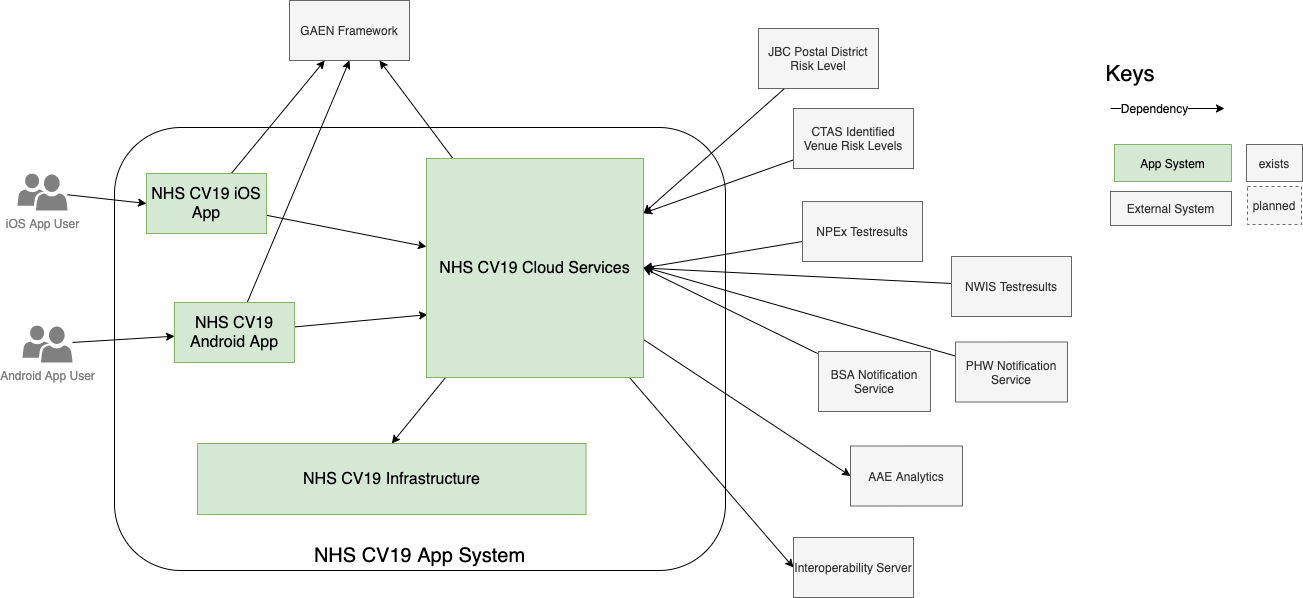 GAEN Framework
JBC Postal District
Risk Level
Keys
Dependency
CTAS Identified
Venue Risk Levels
App System
exists
External System
planned
iOS App User
NHS CV19 iOS
App
NPEx Testresults
NHS CV19 Cloud Services
NWIS Testresults
Android App User
NHS CV19
Android App
BSA Notification
Service
PHW Notification
Service
NHS CV19 Infrastructure
AAE Analytics
NHS CV19 App System
Interoperability Server